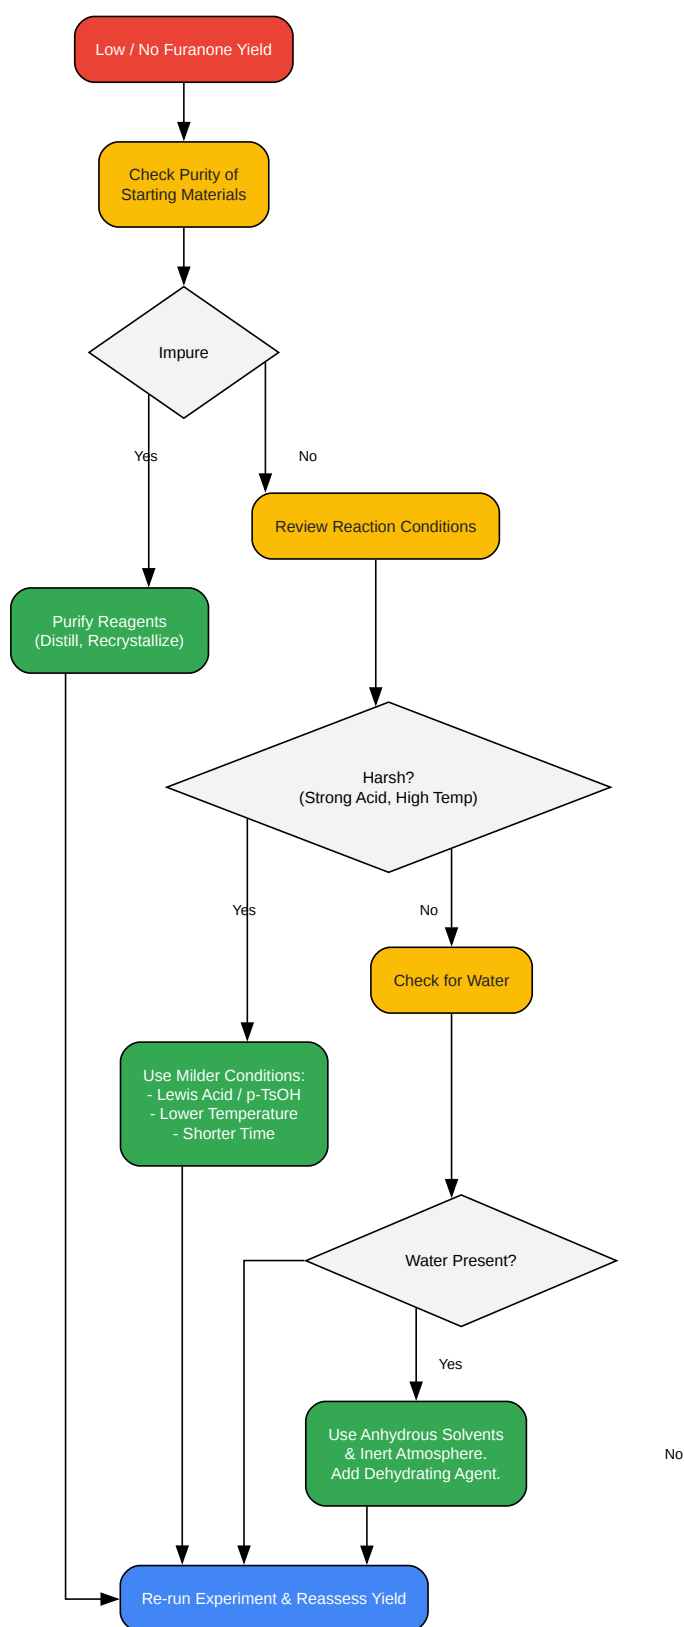 Low / No Furanone Yield
Check Purity of
Starting Materials
Impure
Yes
No
Review Reaction Conditions
Purify Reagents
(Distill, Recrystallize)
Harsh?
(Strong Acid, High Temp)
Yes
No
Check for Water
Use Milder Conditions:
- Lewis Acid / p-TsOH
- Lower Temperature
- Shorter Time
Water Present?
Yes
Use Anhydrous Solvents
& Inert Atmosphere.
Add Dehydrating Agent.
No
Re-run Experiment & Reassess Yield